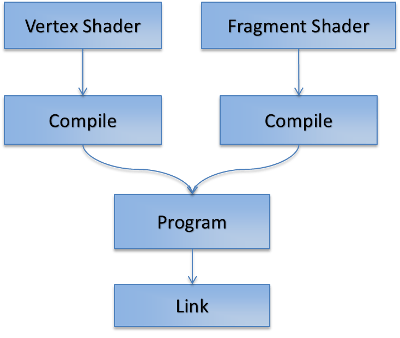 Vertex Shader
Fragment Shader
Compile
Compile
Program
Link